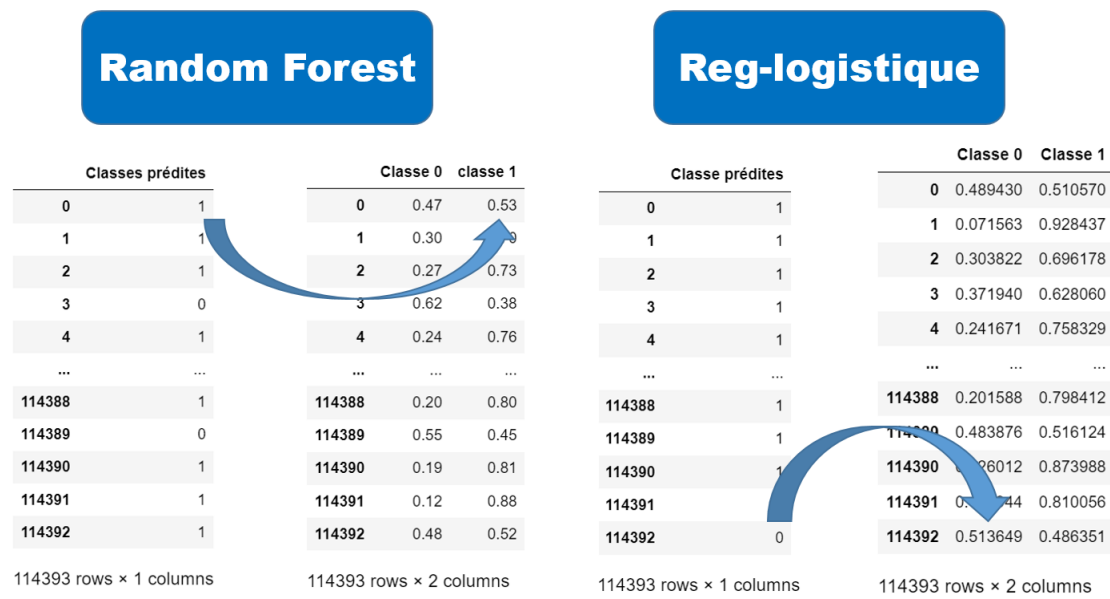 Random Forest
Classes prédites
0 1
1 1
2 1
3 0
4 1
... ...
114388 1
114389 0
114390 1
114391 1
114392 1
114393 rows × 1 columns
Classe 0 classe 1
0 0.47 0.53
1 0.30
2 0.27 0.73
3 0.62 0.38
4 0.24 0.76
... ... ...
114388 0.20 0.80
114389 0.55 0.45
114390 0.19 0.81
114391 0.12 0.88
114392 0.48 0.52
114393 rows × 2 columns
Reg-logistique
Classe prédites
0 1
1 1
2 1
3 1
4 1
... ...
114388 1
114389 1
114390 1
114391
114392 0
114393 rows × 1 columns
Classe 0 Classe 1
0 0.489430 0.510570
1 0.071563 0.928437
2 0.303822 0.696178
3 0.371940 0.628060
4 0.241671 0.758329
... ... ...
114388 0.201588 0.798412
0.483876 0.516124
114390 0.873988
114391 0.810056
114392 0.513649 0.486351
114393 rows × 2 columns